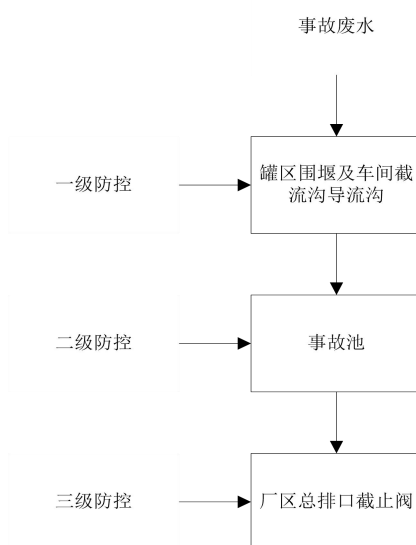 事故废水
一级防控
罐区围堰及车间截
流沟导流沟
二级防控
事故池
三级防控
厂区总排口截止阀